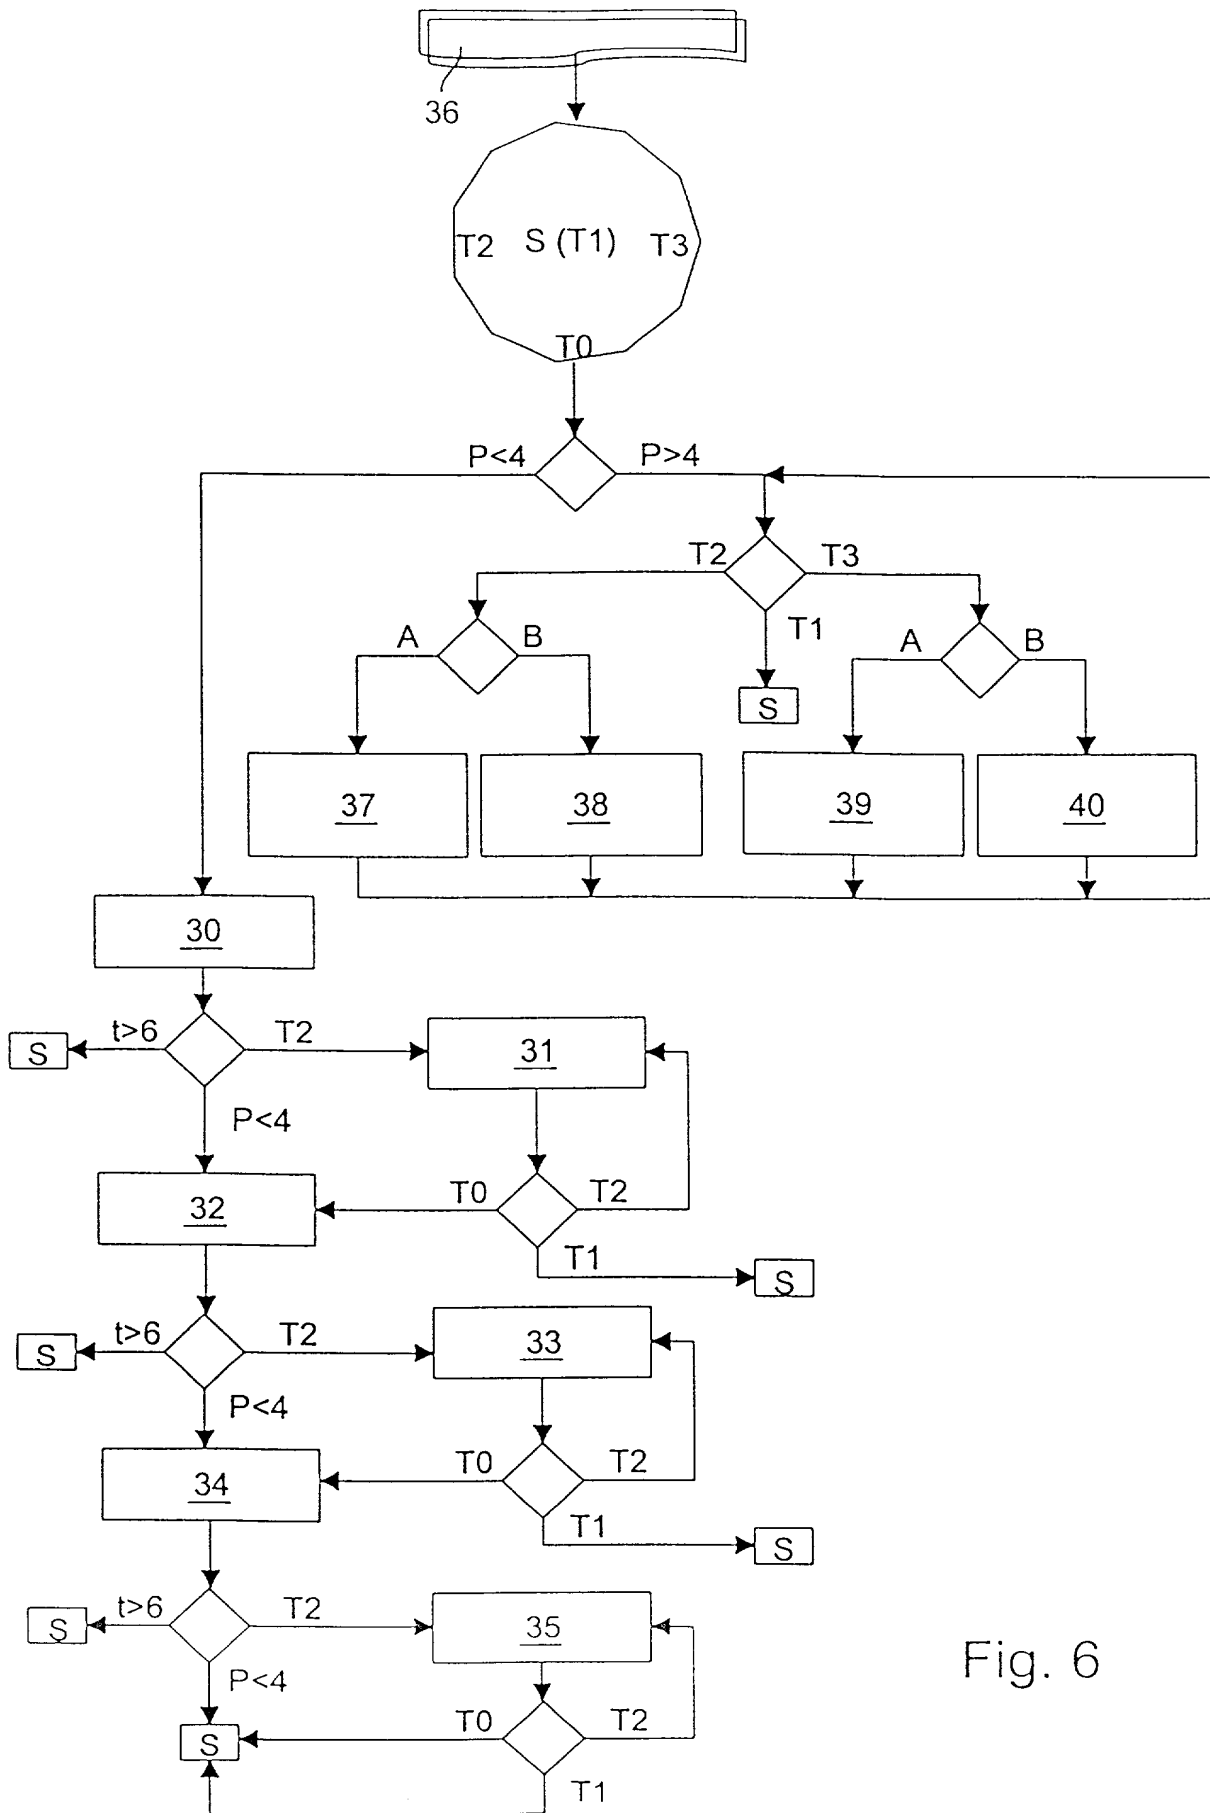 36
T2 S (T1) T3
T0
P<4 P>4
T2 T3
T1
A B
A B
S
37 38 39 40
30
t>6 T2
S
31
P<4
32
T0 T2
T1
S
t>6 T2
S
33
P<4
34
T0 T2
T1
S
t>6 T2
S
35
P<4
S
T0 T2
T1
Fig. 6